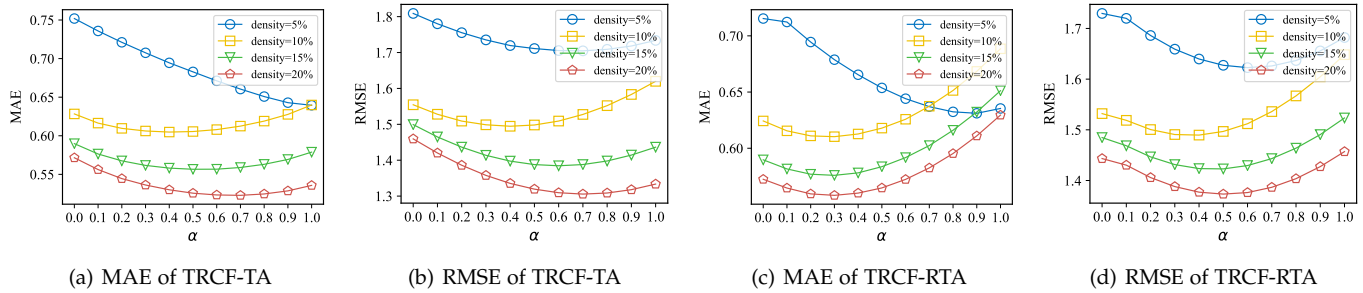 0.75
0.70
0.65
0.60
0.55
MAE
0.0 0.1 0.2 0.3 0.4 0.5 0.6 0.7 0.8 0.9 1.0
α
density=5%
density=10%
density=15%
density=20%
(a) MAE of TRCF-TA
1.8
1.7
1.6
1.5
1.4
1.3
RMSE
0.0 0.1 0.2 0.3 0.4 0.5 0.6 0.7 0.8 0.9 1.0
α
density=5%
density=10%
density=15%
density=20%
(b) RMSE of TRCF-TA
0.70
0.65
0.60
MAE
0.0 0.1 0.2 0.3 0.4 0.5 0.6 0.7 0.8 0.9 1.0
α
density=5%
density=10%
density=15%
density=20%
(c) MAE of TRCF-RTA
1.7
1.6
1.5
1.4
RMSE
0.0 0.1 0.2 0.3 0.4 0.5 0.6 0.7 0.8 0.9 1.0
α
density=5%
density=10%
density=15%
density=20%
(d) RMSE of TRCF-RTA